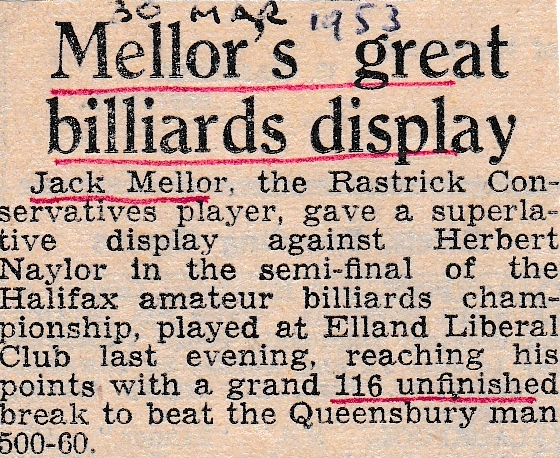 30 MAR 1953
Mellor's great
billiards display
Jack Mellor, the Rastrick Con-
servatives player, gave a superla-
tive display against Herbert
Naylor in the semi-final of the
Halifax amateur billiards cham-
pionship, played at Elland Liberal
Club last evening, reaching his
points with a grand 116 unfinished
break to beat the Queensbury man
500-60.